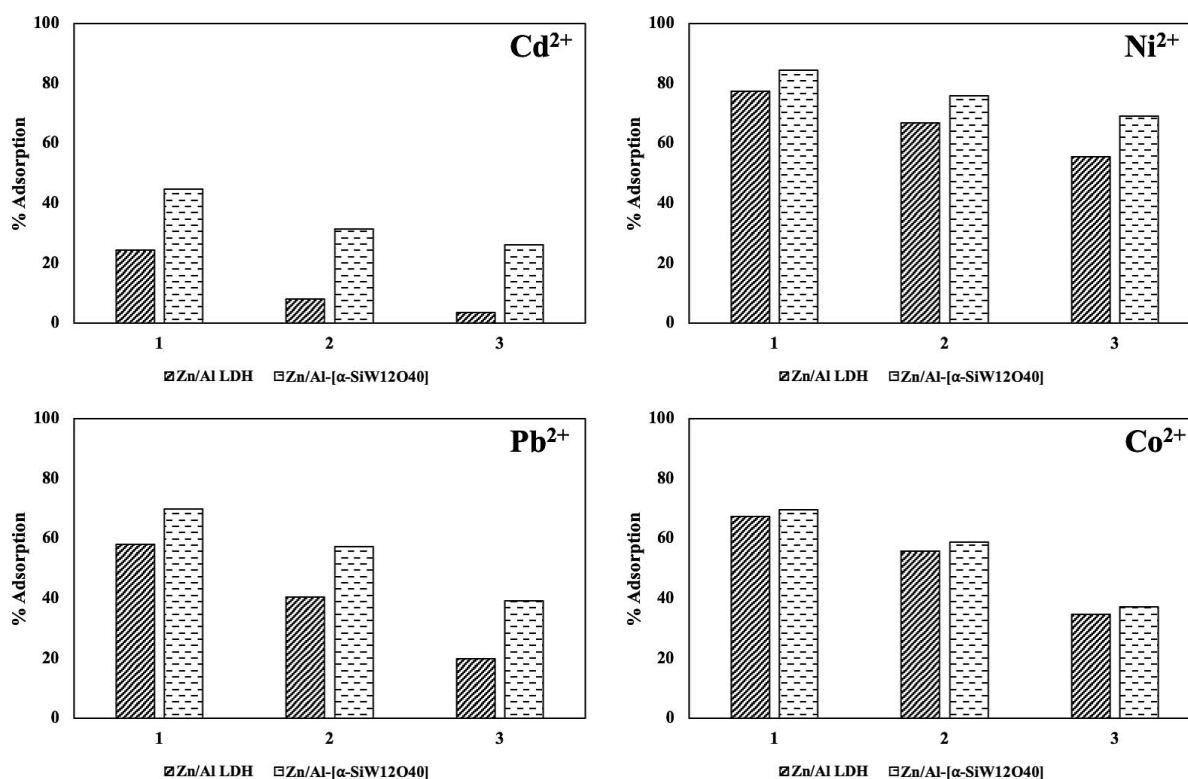 Cd²⁺
% Adsorption
100
80
60
40
20
0
1 2 3
Zn/Al LDH Zn/Al-[α-SiW12O40]
Ni²⁺
% Adsorption
100
80
60
40
20
0
1 2 3
Zn/Al LDH Zn/Al-[α-SiW12O40]
Pb²⁺
% Adsorption
100
80
60
40
20
0
1 2 3
Zn/Al LDH Zn/Al-[α-SiW12O40]
Co²⁺
% Adsorption
100
80
60
40
20
0
1 2 3
Zn/Al LDH Zn/Al-[α-SiW12O40]